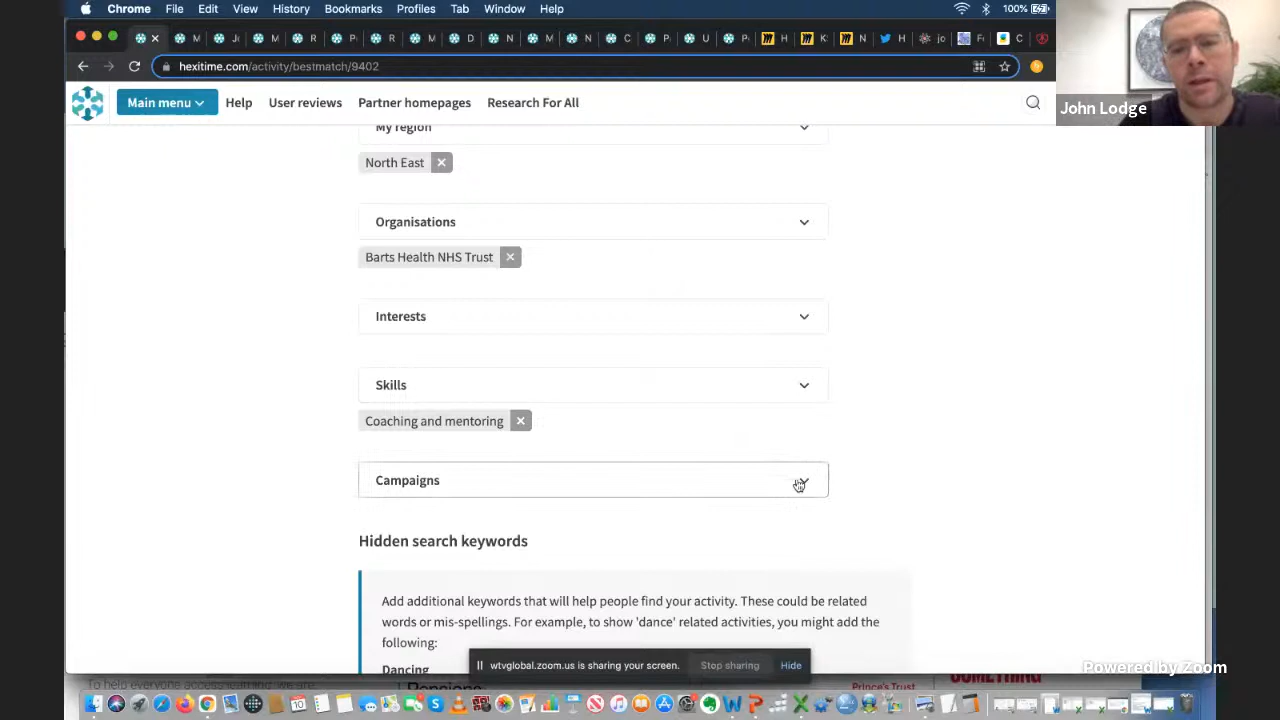 Chrome File Edit View History Bookmarks Profiles Tab Window Help 100%
hexitime.com/activity/bestmatch/9402
Main menu Help User reviews Partner homepages Research For All
John Lodge
My region
North East
Organisations
Barts Health NHS Trust
Interests
Skills
Coaching and mentoring
Campaigns
Hidden search keywords
Add additional keywords that will help people find your activity. These could be related
words or mis-spellings. For example, to show 'dance' related activities, you might add the
following:
Dancing
wtvglobal.zoom.us is sharing your screen. Stop sharing Hide
Powered by Zoom
Prince's Trust
SOMETHING